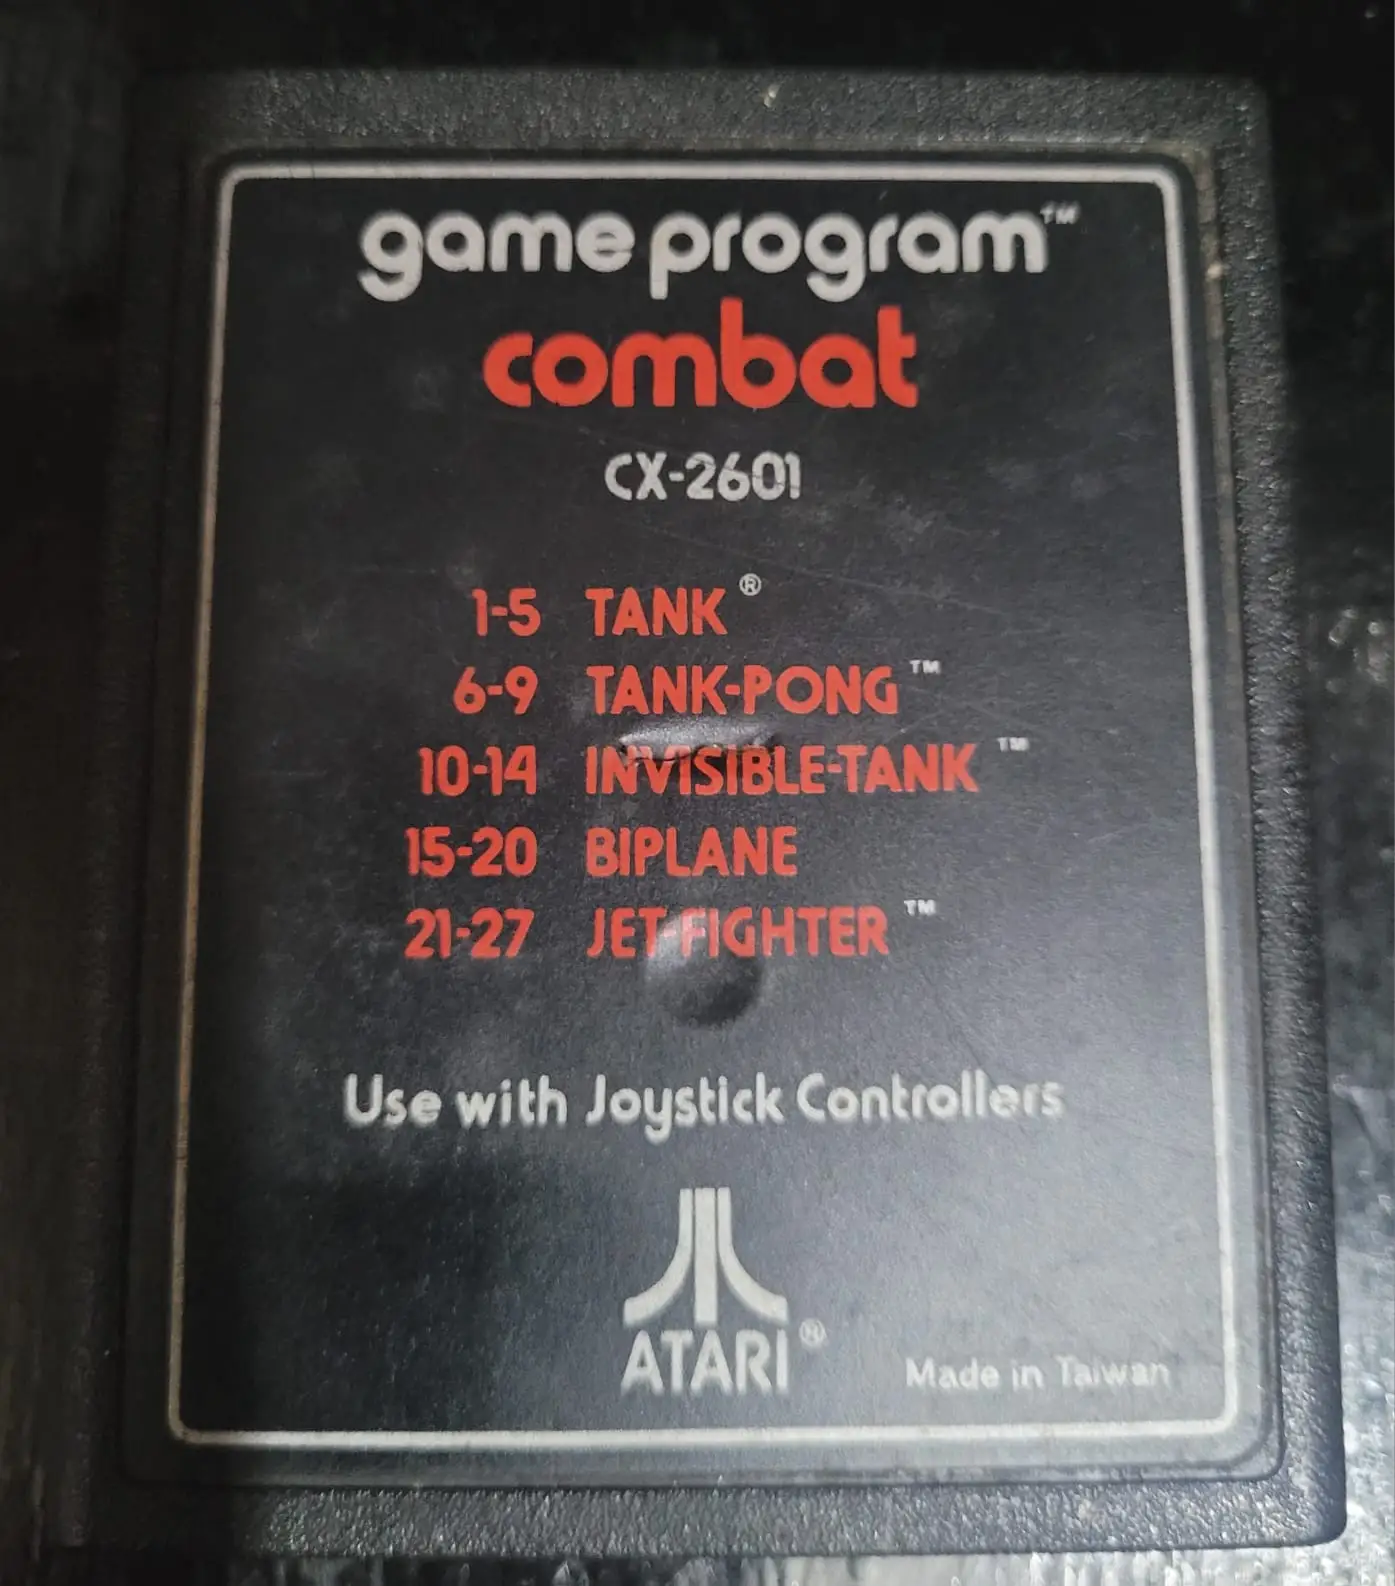 game program™
combat
CX-2601
1-5 TANK®
6-9 TANK-PONG™
10-14 INVISIBLE-TANK™
15-20 BIPLANE
21-27 JET-FIGHTER™
Use with Joystick Controllers
ATARI®
Made in Taiwan